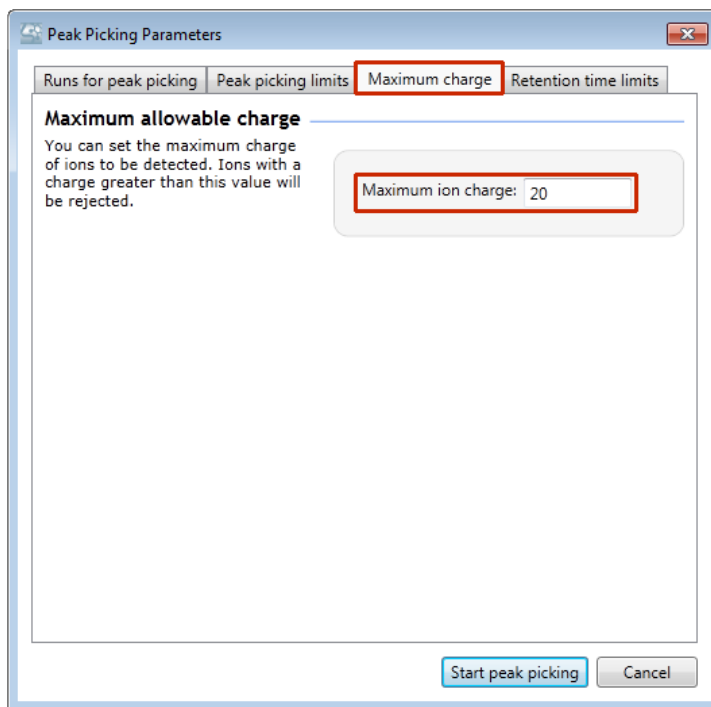 Peak Picking Parameters
Runs for peak picking
Peak picking limits
Maximum charge
Retention time limits
Maximum allowable charge
You can set the maximum charge
of ions to be detected. Ions with a
charge greater than this value will
be rejected.
Maximum ion charge: 20
Start peak picking
Cancel